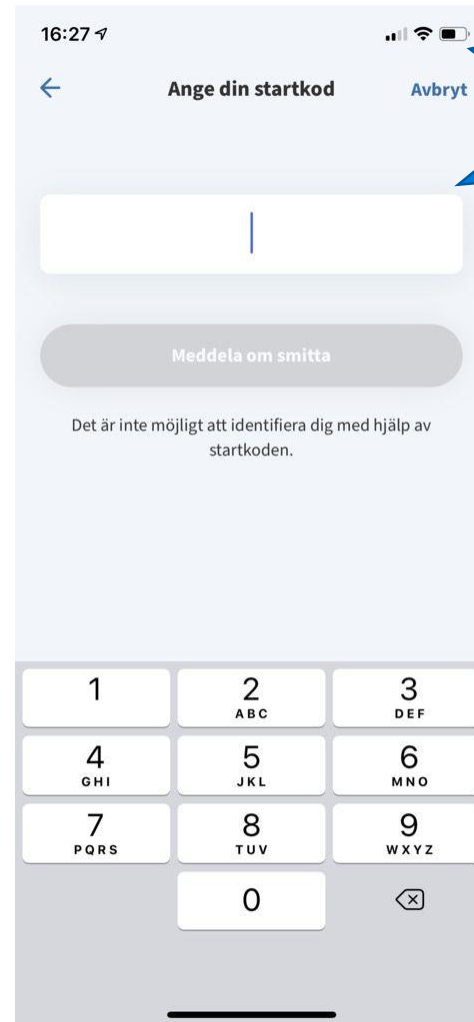 16:27
Ange din startkod
Avbryt
Meddela om smitta
Det är inte möjligt att identifiera dig med hjälp av
startkoden.
1
2
ABC
3
DEF
4
GHI
5
JKL
6
MNO
7
PQRS
8
TUV
9
WXYZ
0